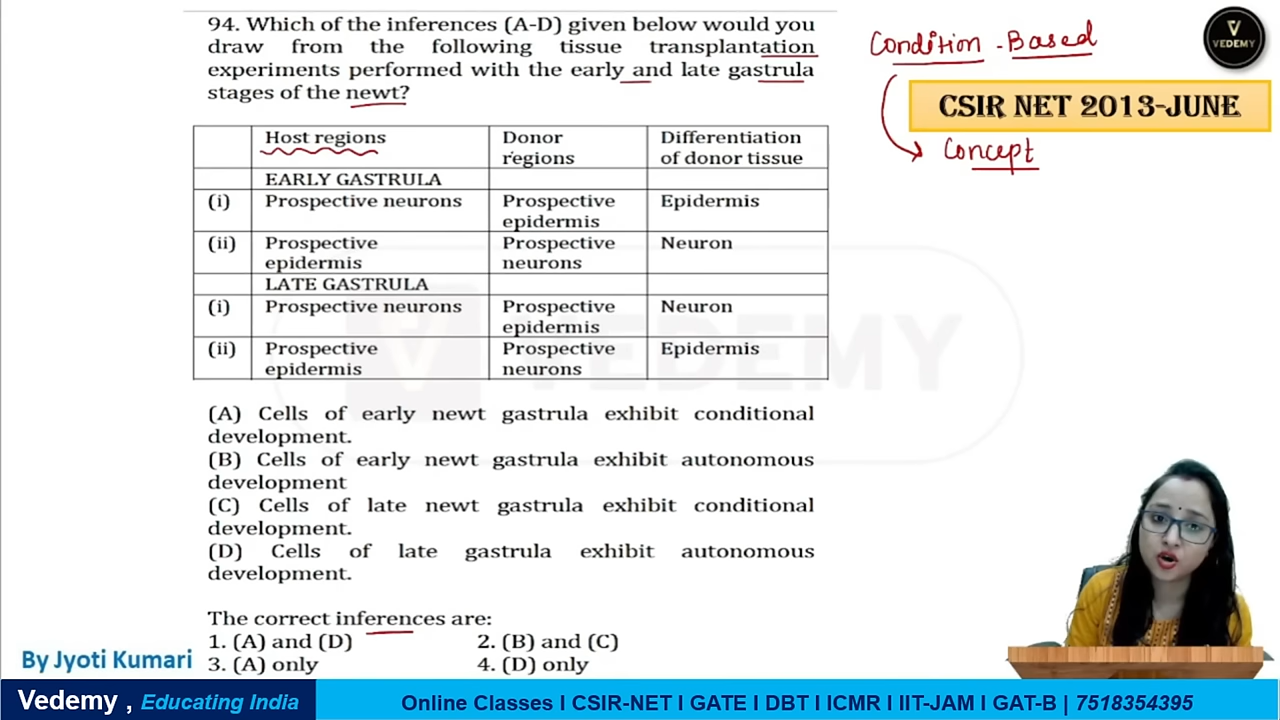 94. Which of the inferences (A-D) given below would you
draw from the following tissue transplantation
experiments performed with the early and late gastrula
stages of the newt?
Condition - Based
VEDEMY
CSIR NET 2013-JUNE
Concept
Host regions Donor regions Differentiation of donor tissue
EARLY GASTRULA
(i) Prospective neurons Prospective epidermis Epidermis
(ii) Prospective epidermis Prospective neurons Neuron
LATE GASTRULA
(i) Prospective neurons Prospective epidermis Neuron
(ii) Prospective epidermis Prospective neurons Epidermis
VEDEMY
(A) Cells of early newt gastrula exhibit conditional
development.
(B) Cells of early newt gastrula exhibit autonomous
development
(C) Cells of late newt gastrula exhibit conditional
development.
(D) Cells of late gastrula exhibit autonomous
development.
The correct inferences are:
1. (A) and (D) 2. (B) and (C)
3. (A) only 4. (D) only
By Jyoti Kumari
Vedemy , Educating India
Online Classes I CSIR-NET I GATE I DBT I ICMR I IIT-JAM I GAT-B | 7518354395